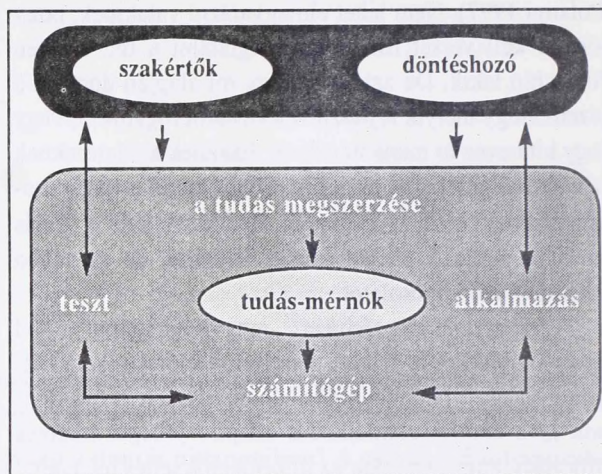 szakértők döntéshozó
a tudás megszerzése
teszt tudás-mérnök alkalmazás
számítógép